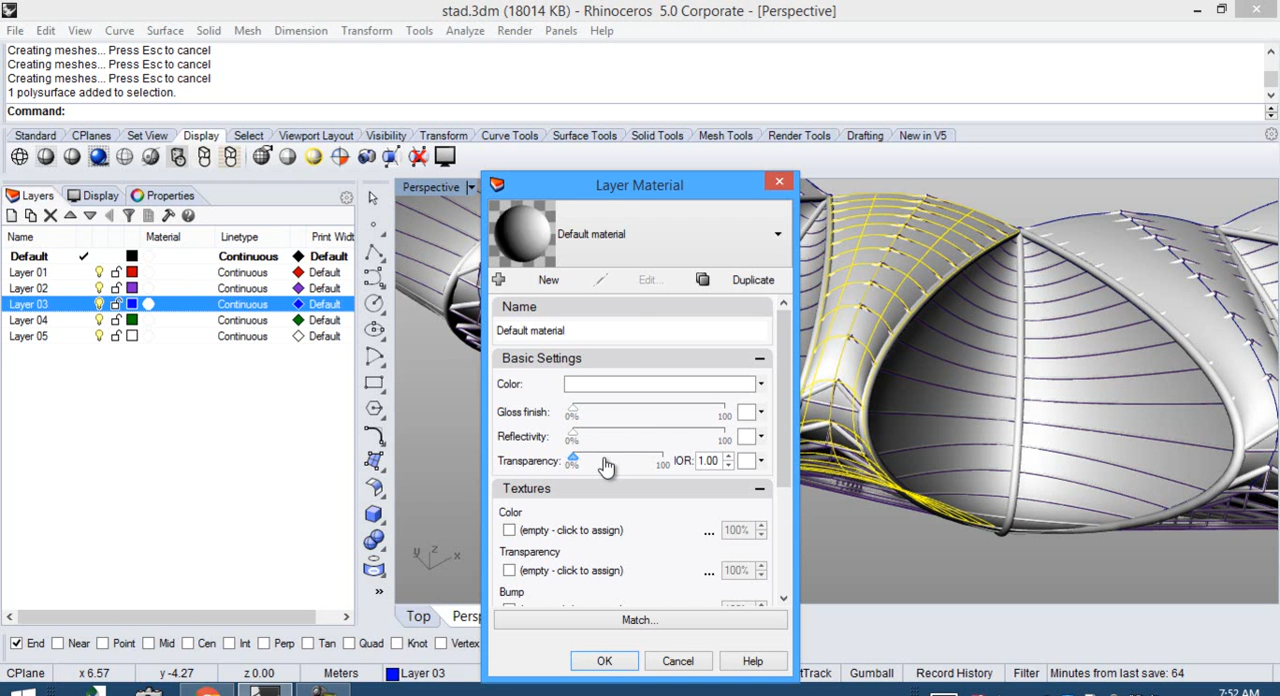 stad.3dm (18014 KB) - Rhinoceros 5.0 Corporate - [Perspective]
File Edit View Curve Surface Solid Mesh Dimension Transform Tools Analyze Render Panels Help
Creating meshes... Press Esc to cancel
Creating meshes... Press Esc to cancel
Creating meshes... Press Esc to cancel
1 polysurface added to selection.
Command:
Standard CPlanes Set View Display Select Viewport Layout Visibility Transform Curve Tools Surface Tools Solid Tools Mesh Tools Render Tools Drafting New in V5
Layers Display Properties
Name Material Linetype Print Widt
Default Continuous Default
Layer 01 Continuous Default
Layer 02 Continuous Default
Layer 03 Continuous Default
Layer 04 Continuous Default
Layer 05 Continuous Default
Perspective
Layer Material
Default material
New Edit... Duplicate
Name
Default material
Basic Settings
Color:
Gloss finish: 0% 100
Reflectivity: 0% 100
Transparency: 0% 100 IOR: 1.00
Textures
Color
(empty - click to assign) ... 100%
Transparency
(empty - click to assign) ... 100%
Bump
Match...
OK Cancel Help
y z x
Top Persp
End Near Point Mid Cen Int Perp Tan Quad Knot Vertex
CPlane x 6.57 y -4.27 z 0.00 Meters Layer 03 tTrack Gumball Record History Filter Minutes from last save: 64
7:52 AM